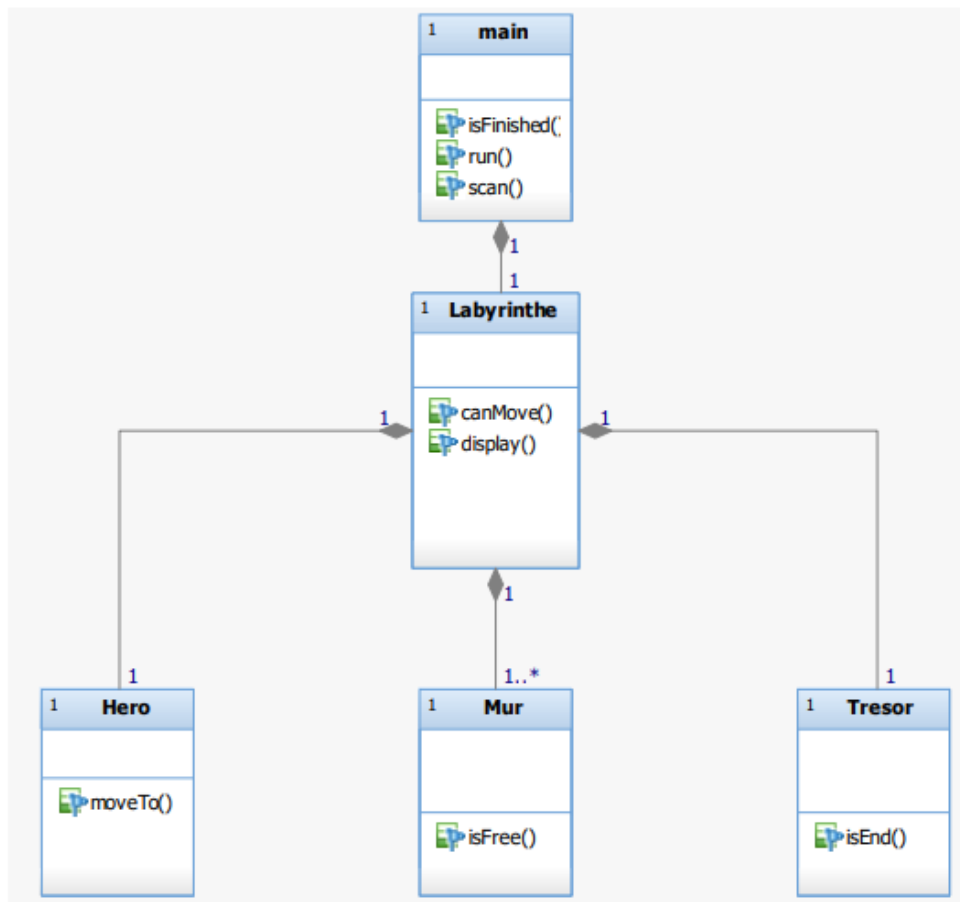 1 main
isFinished()
run()
scan()
1
1
1 Labyrinthe
canMove()
display()
1
1
1
1
1..*
1
1 Hero
moveTo()
1 Mur
isFree()
1 Tresor
isEnd()